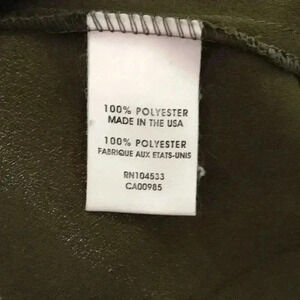 100% POLYESTER
MADE IN THE USA
100% POLYESTER
FABRIQUE AUX ETATS-UNIS
RN104533
CA00985